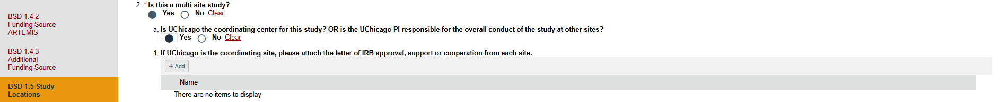 BSD 1.4.2
Funding Source
ARTEMIS
BSD 1.4.3
Additional
Funding Source
BSD 1.5 Study
Locations
2. * Is this a multi-site study?
Yes No Clear
a. Is UChicago the coordinating center for this study? OR is the UChicago PI responsible for the overall conduct of the study at other sites?
Yes No Clear
1. If UChicago is the coordinating site, please attach the letter of IRB approval, support or cooperation from each site.
+ Add
Name
There are no items to display